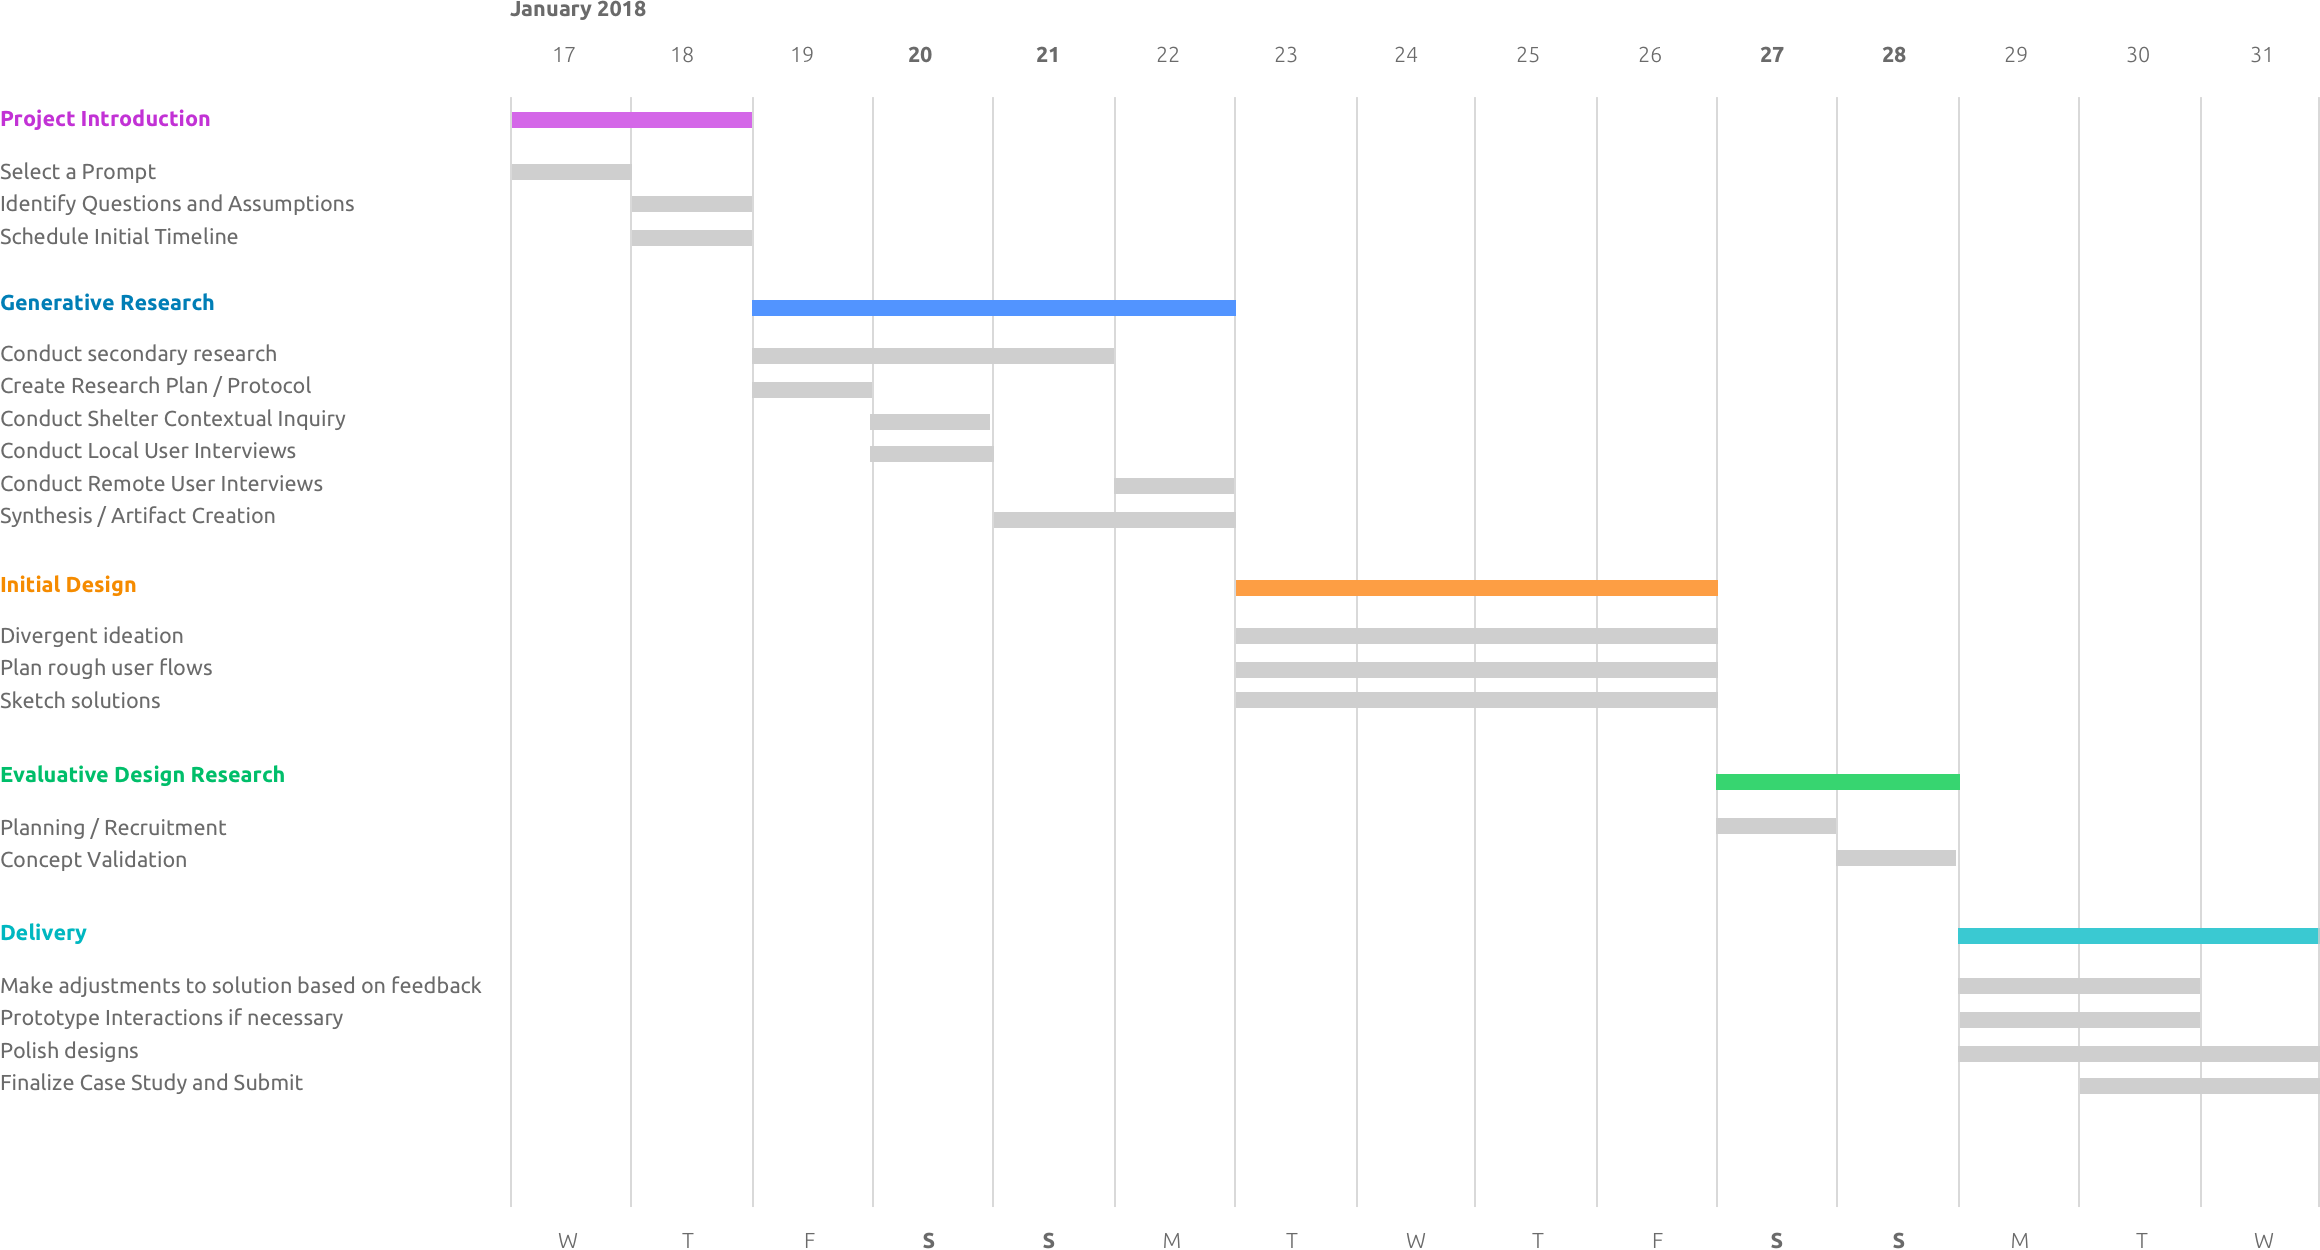 January 2018
17 18 19 20 21 22 23 24 25 26 27 28 29 30 31
Project Introduction
Select a Prompt
Identify Questions and Assumptions
Schedule Initial Timeline
Generative Research
Conduct secondary research
Create Research Plan / Protocol
Conduct Shelter Contextual Inquiry
Conduct Local User Interviews
Conduct Remote User Interviews
Synthesis / Artifact Creation
Initial Design
Divergent ideation
Plan rough user flows
Sketch solutions
Evaluative Design Research
Planning / Recruitment
Concept Validation
Delivery
Make adjustments to solution based on feedback
Prototype Interactions if necessary
Polish designs
Finalize Case Study and Submit
W T F S S M T W T F S S M T W